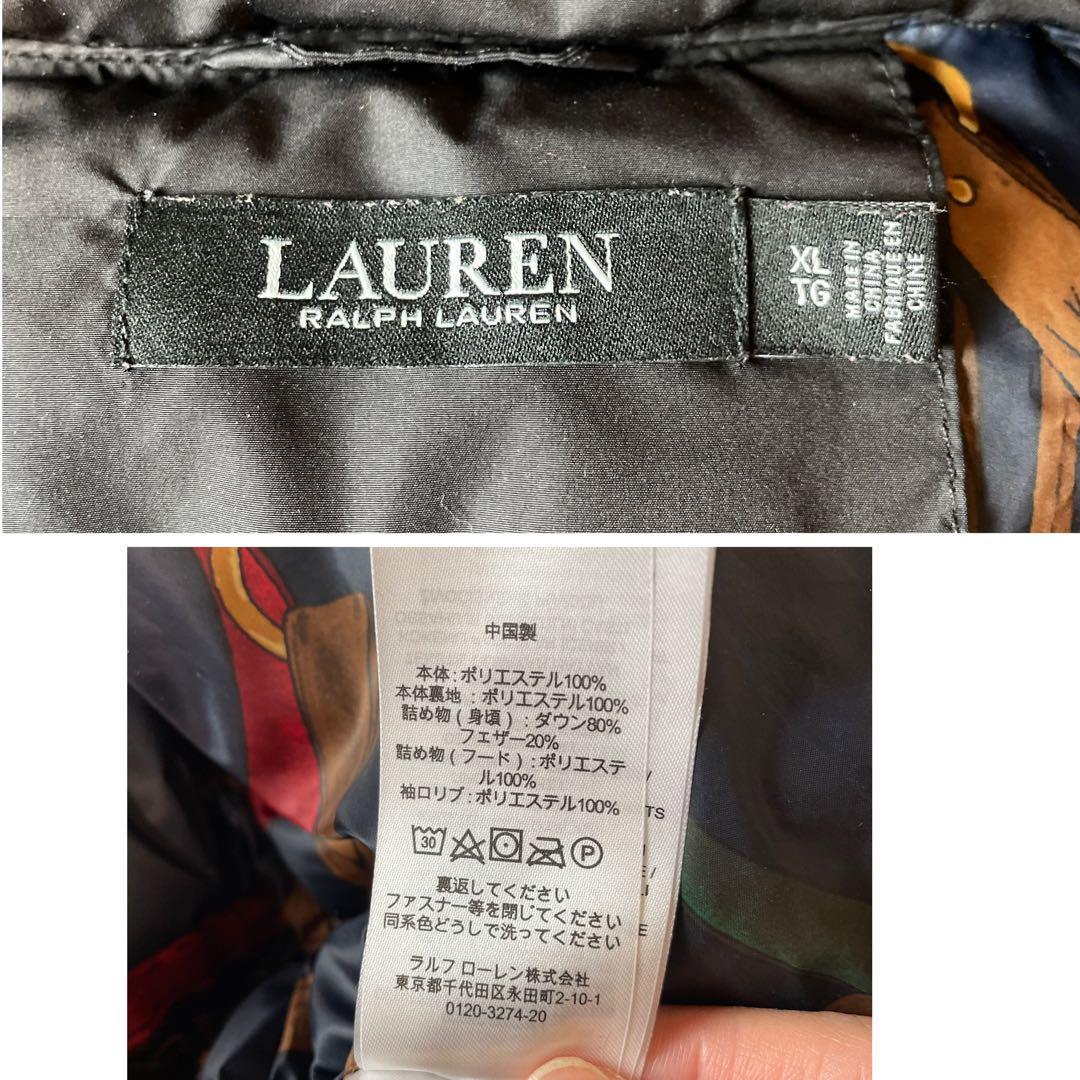 LAUREN
RALPH LAUREN
XL
TG
MADE IN
CHINA
FABRIQUE EN
CHINE
中国製
本体:ポリエステル100%
本体裏地:ポリエステル100%
詰め物(身頃):ダウン80%
フェザー20%
詰め物(フード):ポリエステ
ル100%
袖口リブ:ポリエステル100%
30
P
裏返してください
ファスナー等を閉じてください
同系色どうしで洗ってください
ラルフ ローレン株式会社
東京都千代田区永田町2-10-1
0120-3274-20